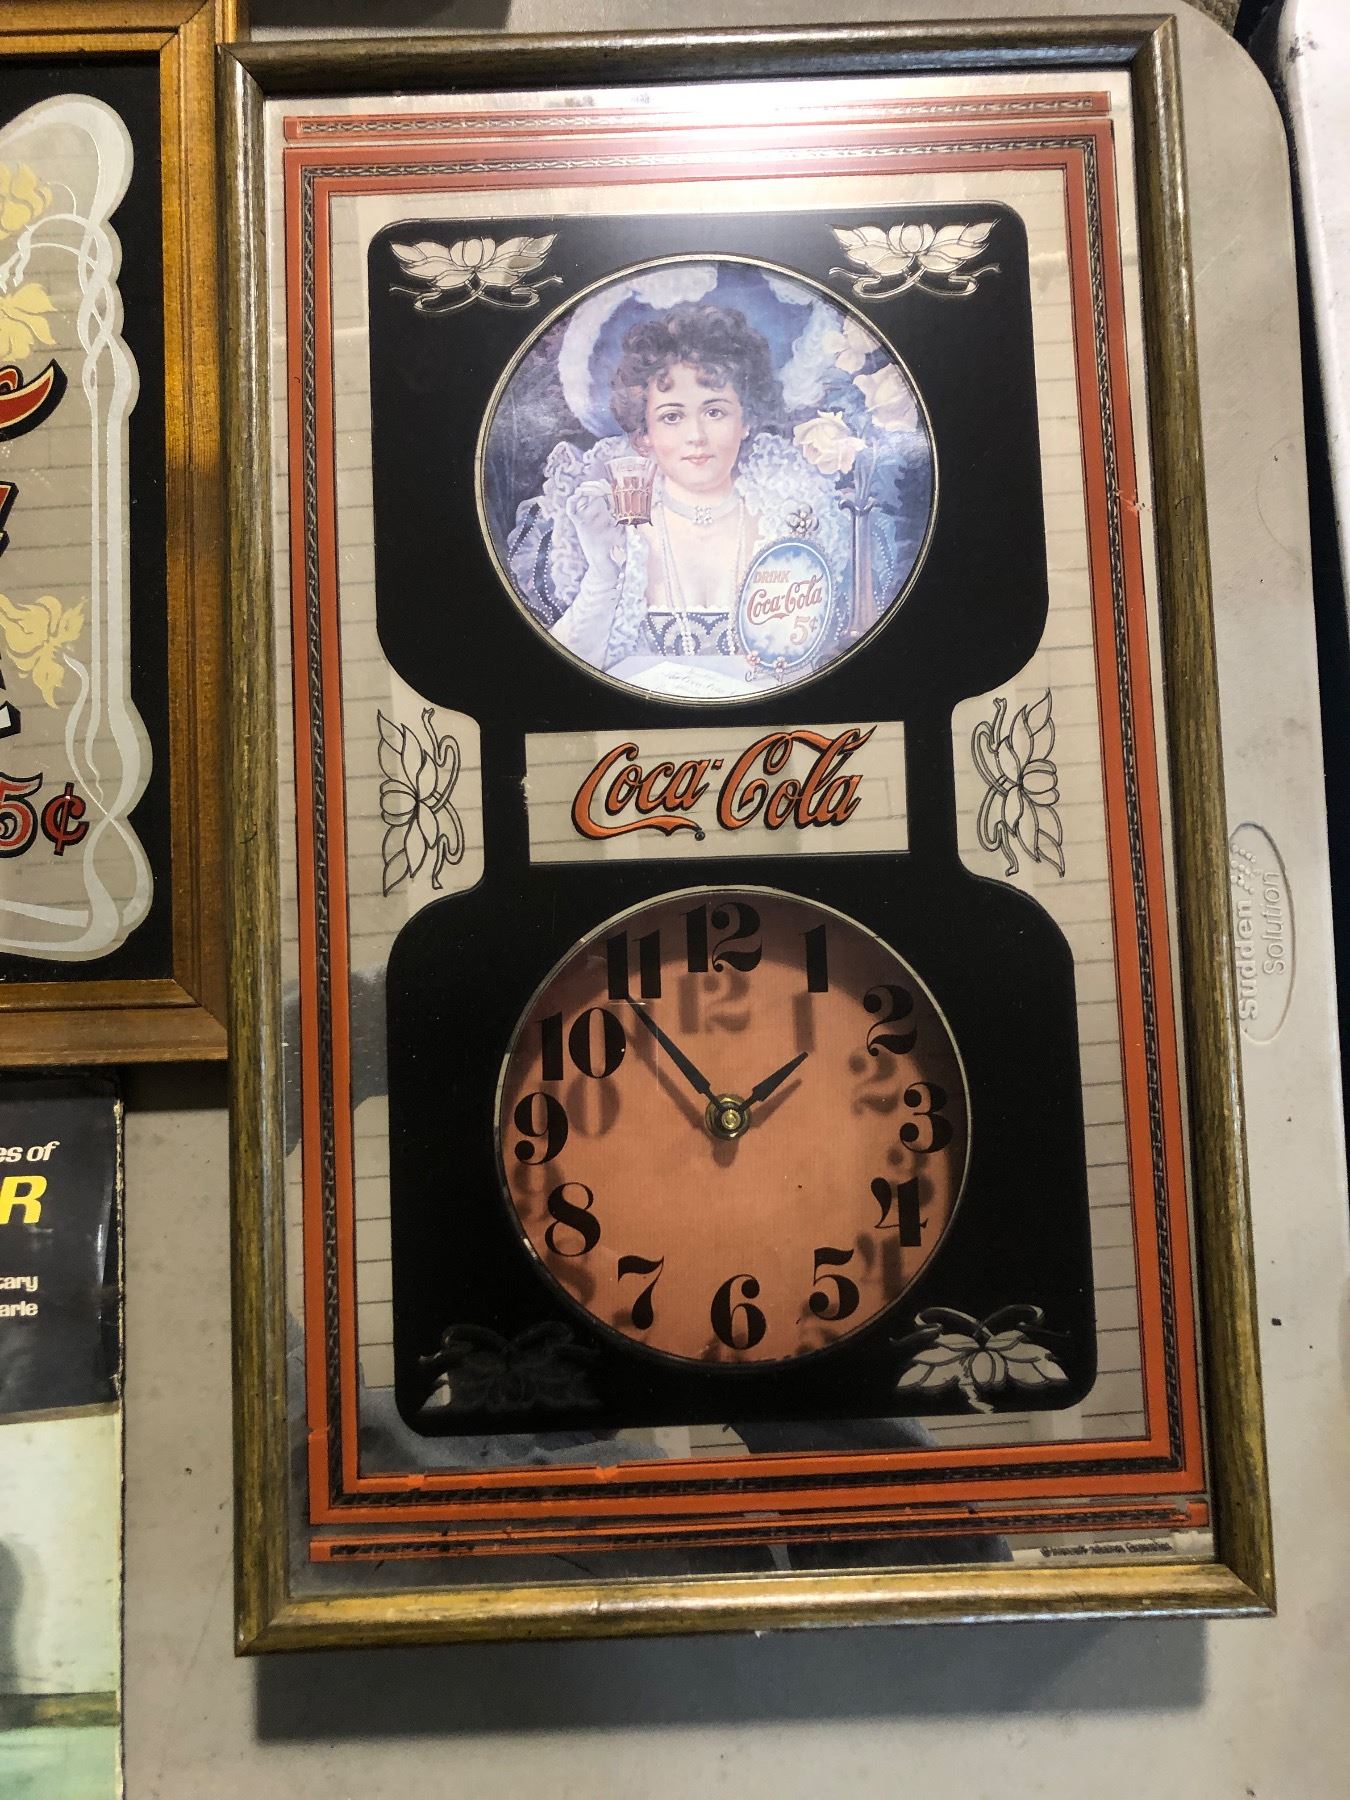 DRINK
Coca-Cola
5¢
Coca-Cola
12
1
2
3
4
5
6
7
8
9
10
11
5¢
es of
R
tary
arle
Sudden
Solution